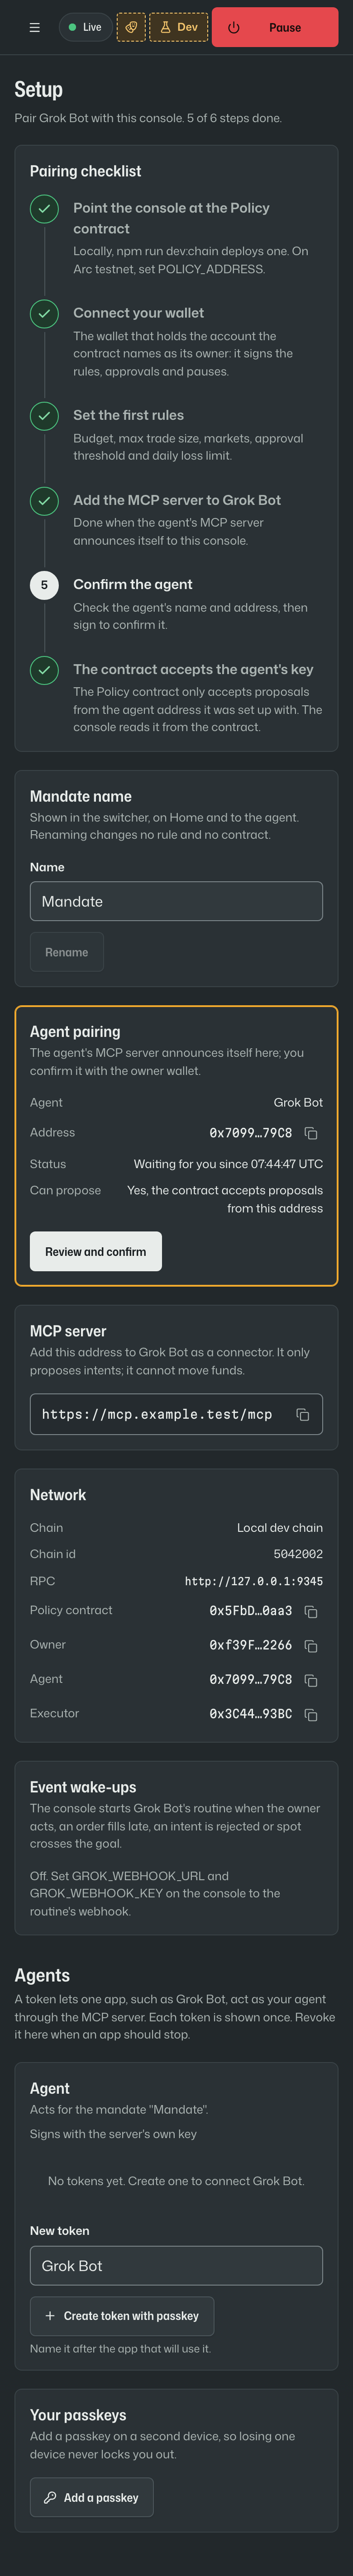 Live
Dev
Pause
Setup
Pair Grok Bot with this console. 5 of 6 steps done.
Pairing checklist
Point the console at the Policy
contract
Locally, npm run dev:chain deploys one. On
Arc testnet, set POLICY_ADDRESS.
Connect your wallet
The wallet that holds the account the
contract names as its owner: it signs the
rules, approvals and pauses.
Set the first rules
Budget, max trade size, markets, approval
threshold and daily loss limit.
Add the MCP server to Grok Bot
Done when the agent's MCP server
announces itself to this console.
5
Confirm the agent
Check the agent's name and address, then
sign to confirm it.
The contract accepts the agent's key
The Policy contract only accepts proposals
from the agent address it was set up with. The
console reads it from the contract.
Mandate name
Shown in the switcher, on Home and to the agent.
Renaming changes no rule and no contract.
Name
Mandate
Rename
Agent pairing
The agent's MCP server announces itself here; you
confirm it with the owner wallet.
Agent Grok Bot
Address 0x7099…79C8
Status Waiting for you since 07:44:47 UTC
Can propose Yes, the contract accepts proposals
from this address
Review and confirm
MCP server
Add this address to Grok Bot as a connector. It only
proposes intents; it cannot move funds.
https://mcp.example.test/mcp
Network
Chain Local dev chain
Chain id 5042002
RPC http://127.0.0.1:9345
Policy contract 0x5FbD…0aa3
Owner 0xf39F…2266
Agent 0x7099…79C8
Executor 0x3C44…93BC
Event wake-ups
The console starts Grok Bot's routine when the owner
acts, an order fills late, an intent is rejected or spot
crosses the goal.
Off. Set GROK_WEBHOOK_URL and
GROK_WEBHOOK_KEY on the console to the
routine's webhook.
Agents
A token lets one app, such as Grok Bot, act as your agent
through the MCP server. Each token is shown once. Revoke
it here when an app should stop.
Agent
Acts for the mandate "Mandate".
Signs with the server's own key
No tokens yet. Create one to connect Grok Bot.
New token
Grok Bot
Create token with passkey
Name it after the app that will use it.
Your passkeys
Add a passkey on a second device, so losing one
device never locks you out.
Add a passkey